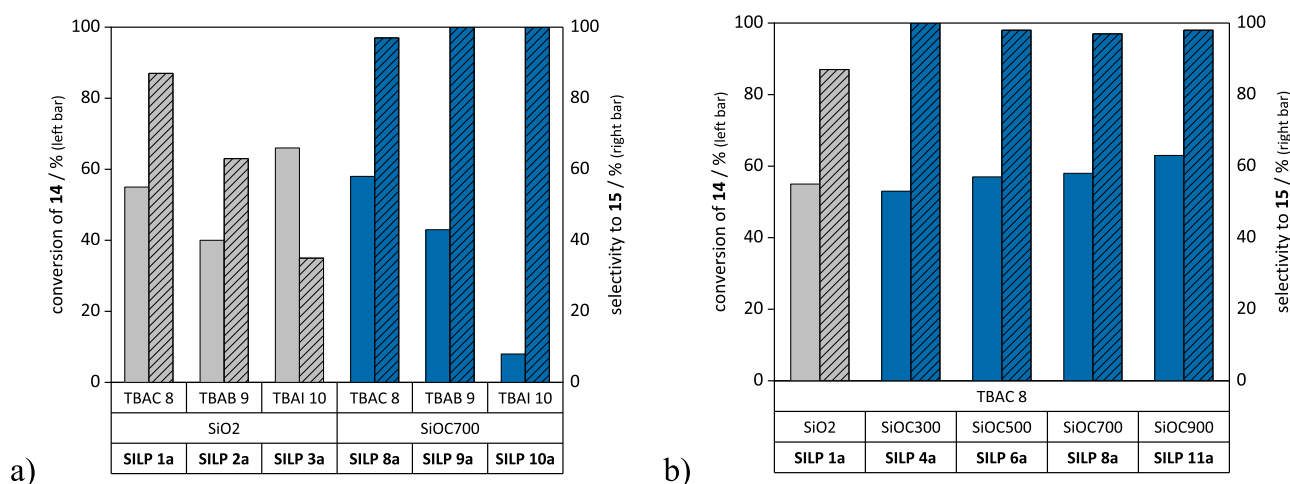 conversion of 14 / % (left bar)
100
80
60
40
20
0
100
80
60
40
20
0
selectivity to 15 / % (right bar)
TBAC 8 TBAB 9 TBAI 10 TBAC 8 TBAB 9 TBAI 10
SiO2 SiOC700
SILP 1a SILP 2a SILP 3a SILP 8a SILP 9a SILP 10a
a)
conversion of 14 / % (left bar)
100
80
60
40
20
0
100
80
60
40
20
0
selectivity to 15 / % (right bar)
TBAC 8
SiO2 SiOC300 SiOC500 SiOC700 SiOC900
SILP 1a SILP 4a SILP 6a SILP 8a SILP 11a
b)